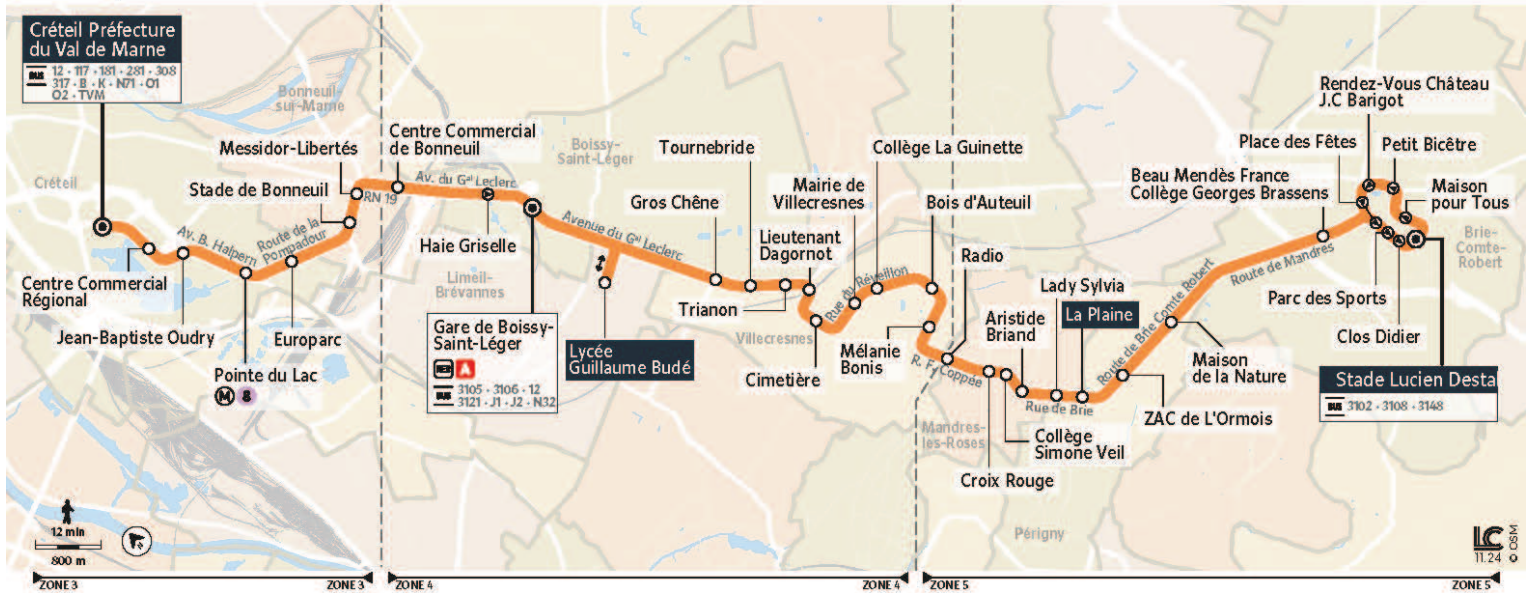 Créteil Préfecture
du Val de Marne
BUS
12 · 117 · 181 · 281 · 308
317 · B · K · N71 · O1
O2 · TVM
Créteil
Bonneuil-
sur-Marne
Messidor-Libertés
Stade de Bonneuil
RN 19
Av. B. Halpern
Route de la
Pompadour
Centre Commercial
Régional
Jean-Baptiste Oudry
Europarc
Pointe du Lac
M 8
Centre Commercial
de Bonneuil
Av. du Gal Leclerc
Haie Griselle
Boissy-
Saint-Léger
Limeil-
Brévannes
Gare de Boissy-
Saint-Léger
RER A
BUS
3105 · 3106 · 12
3121 · J1 · J2 · N32
Avenue du Gal Leclerc
Lycée
Guillaume Budé
Gros Chêne
Tournebride
Trianon
Lieutenant
Dagornot
Villecresnes
Cimetière
Mairie de
Villecresnes
Rue du Réveillon
Collège La Guinette
Bois d'Auteuil
Mélanie
Bonis
Radio
R. F. Coppée
Mandres-
les-Roses
Croix Rouge
Collège
Simone Veil
Aristide
Briand
Rue de Brie
Lady Sylvia
La Plaine
Périgny
ZAC de L'Ormois
Route de Brie Comte Robert
Maison
de la Nature
Route de Mandres
Beau Mendès France
Collège Georges Brassens
Place des Fêtes
Rendez-Vous Château
J.C Barigot
Petit Bicêtre
Maison
pour Tous
Brie-
Comte-
Robert
Parc des Sports
Clos Didier
Stade Lucien Desta
BUS
3102 · 3108 · 3148
12 min
800 m
LC
11.24
© OSM
ZONE 3
ZONE 3
ZONE 4
ZONE 4
ZONE 5
ZONE 5